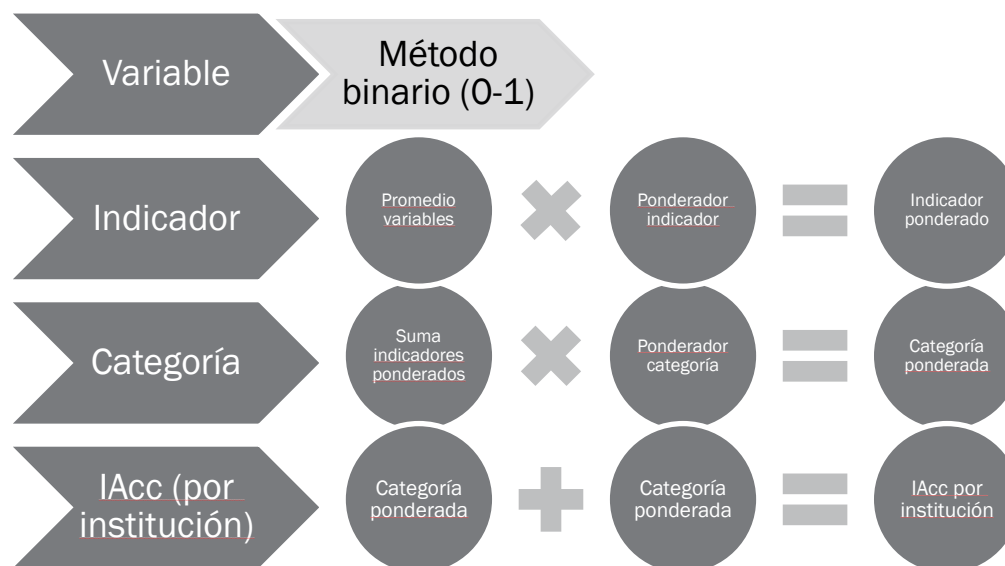 Variable
Método
binario (0-1)
Indicador
Promedio
variables
Ponderador
indicador
Indicador
ponderado
Categoría
Suma
indicadores
ponderados
Ponderador
categoría
Categoría
ponderada
IAcc (por
institución)
Categoría
ponderada
Categoría
ponderada
IAcc por
institución